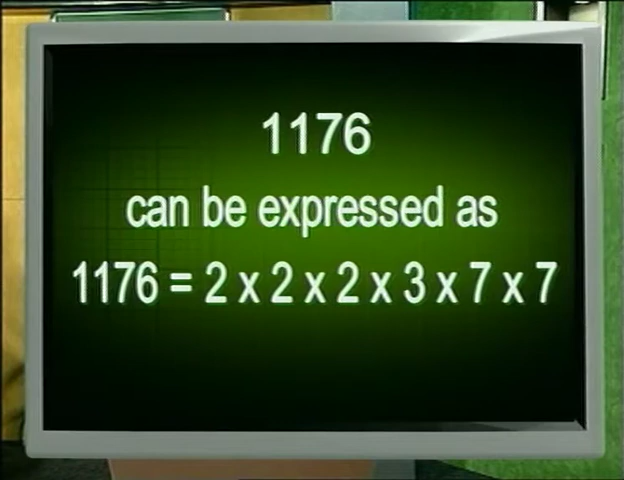 1176
can be expressed as
1176 = 2 x 2 x 2 x 3 x 7 x 7